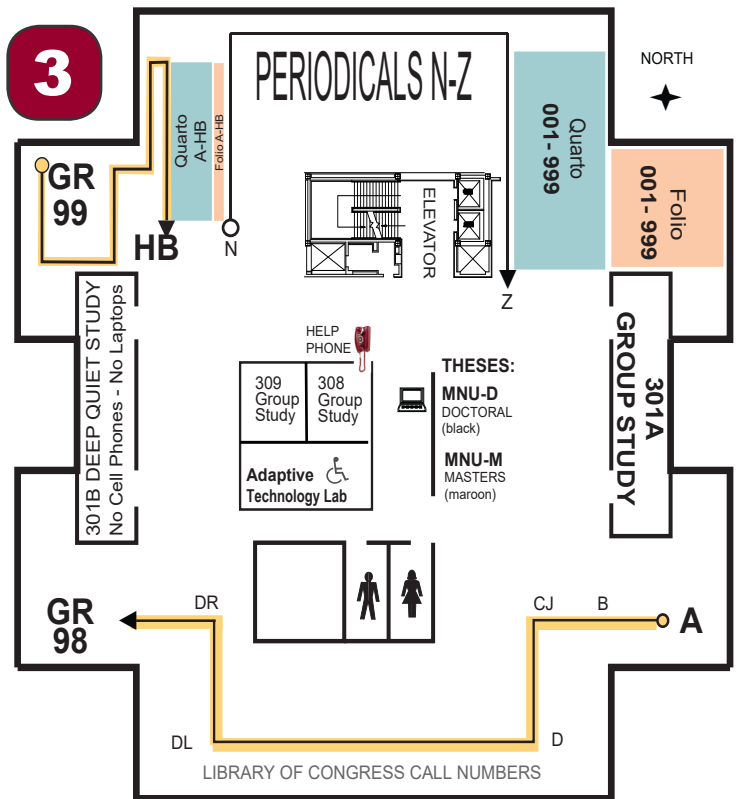 3
PERIODICALS N-Z
NORTH
Quarto
A-HB
Folio A-HB
Quarto
001- 999
Folio
001- 999
GR
99
HB
N
ELEVATOR
Z
301B DEEP QUIET STUDY
No Cell Phones - No Laptops
HELP
PHONE
309
Group
Study
308
Group
Study
Adaptive
Technology Lab
THESES:
MNU-D
DOCTORAL
(black)
MNU-M
MASTERS
(maroon)
301A
GROUP STUDY
GR
98
DR
CJ
B
A
DL
D
LIBRARY OF CONGRESS CALL NUMBERS